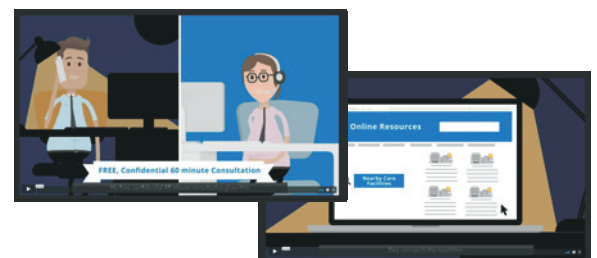 FREE, Confidential 60 minute Consultation
Online Resources
Nearby Care
Facilities